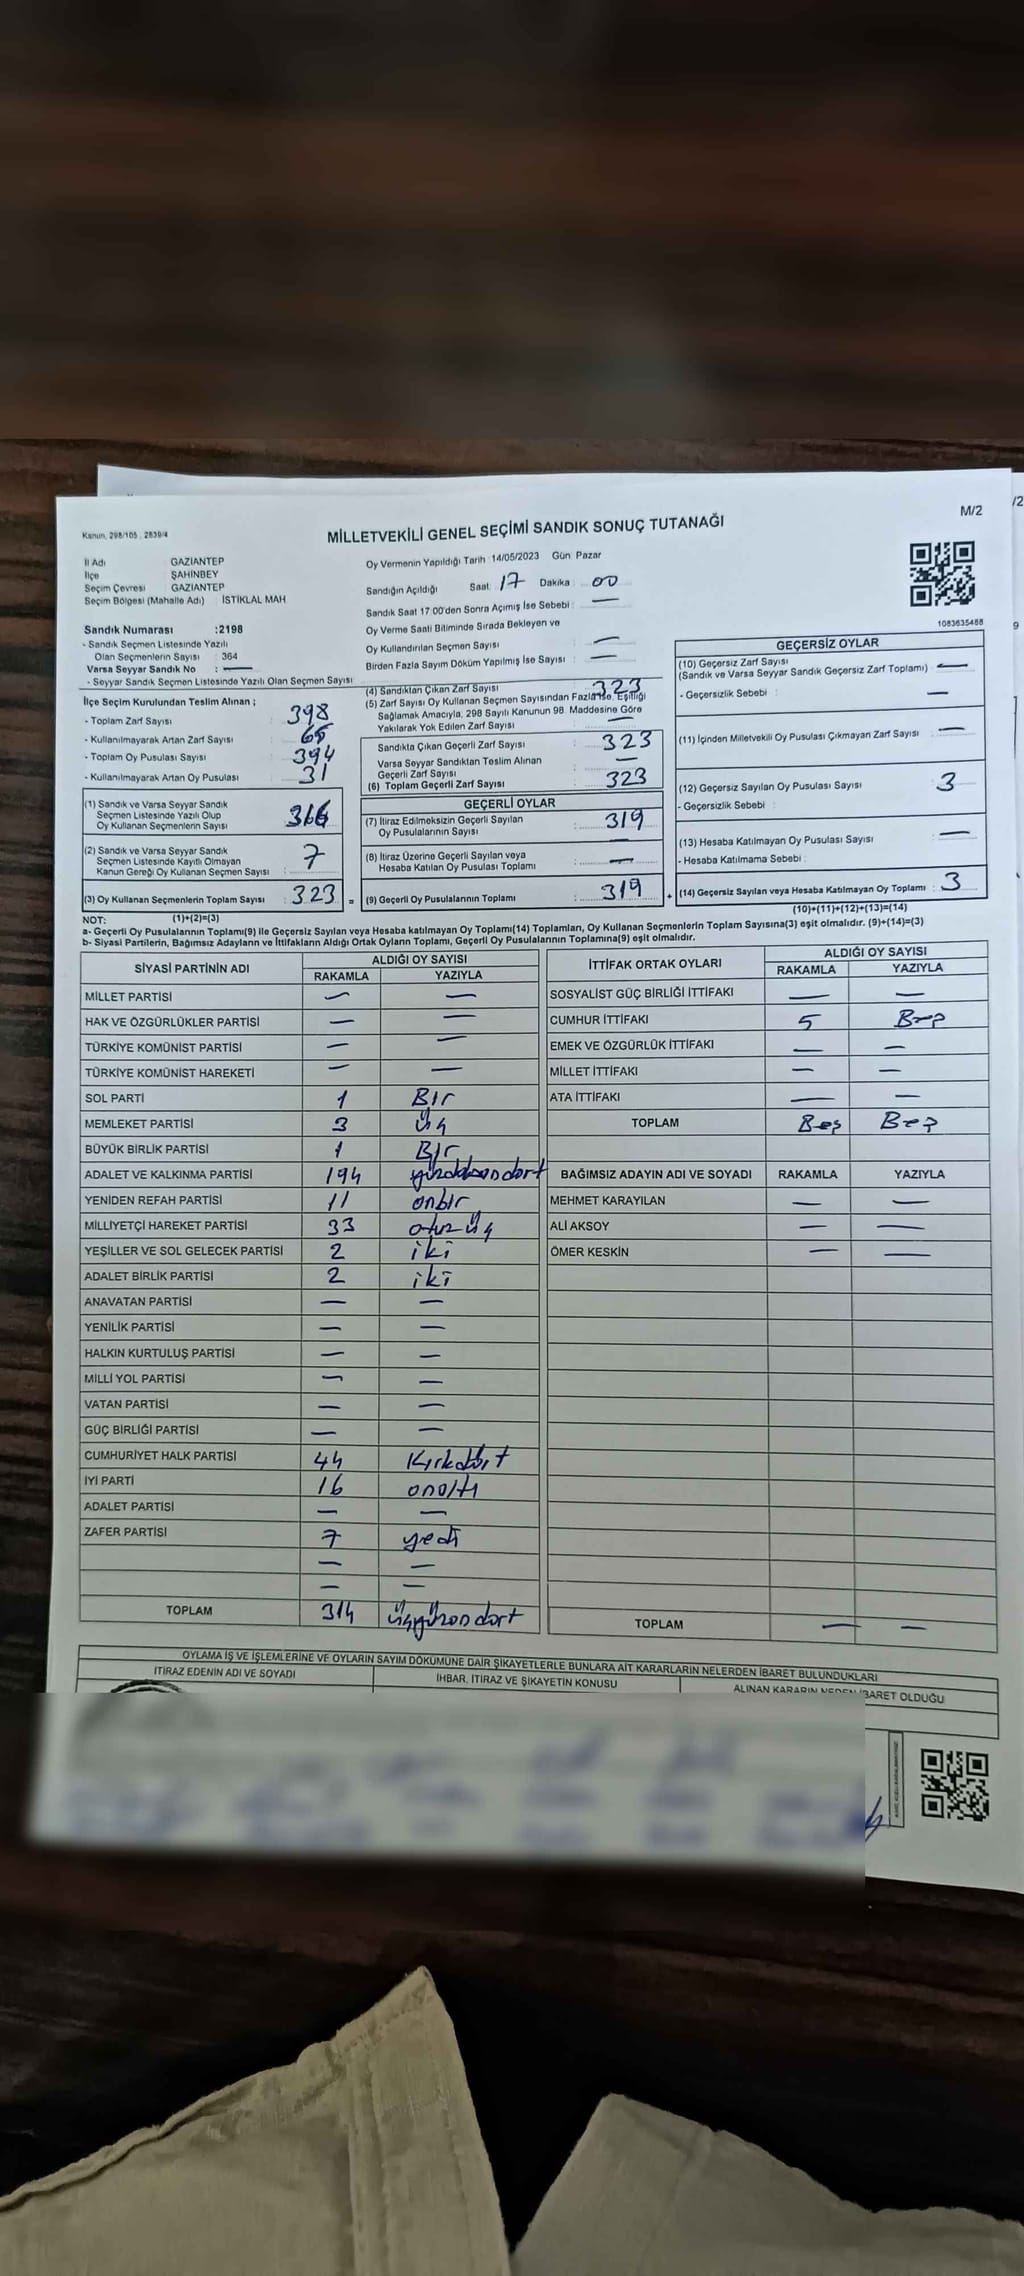 /2
M/2
Kanun, 298/105 , 2839/4
MİLLETVEKİLİ GENEL SEÇİMİ SANDIK SONUÇ TUTANAĞI
İl Adı : GAZİANTEP
İlçe : ŞAHİNBEY
Seçim Çevresi : GAZİANTEP
Seçim Bölgesi (Mahalle Adı) : İSTİKLAL MAH
Sandık Numarası :2198
- Sandık Seçmen Listesinde Yazılı
Olan Seçmenlerin Sayısı : 364
Varsa Seyyar Sandık No : —
- Seyyar Sandık Seçmen Listesinde Yazılı Olan Seçmen Sayısı :
Oy Vermenin Yapıldığı Tarih :14/05/2023 Gün: Pazar
Sandığın Açıldığı Saat: 17 Dakika : 00
Sandık Saat 17:00'den Sonra Açımış İse Sebebi : —
Oy Verme Saati Bitiminde Sırada Bekleyen ve
Oy Kullandırılan Seçmen Sayısı : —
Birden Fazla Sayım Döküm Yapılmış İse Sayısı : —
1083635488
9
İlçe Seçim Kurulundan Teslim Alınan ;
- Toplam Zarf Sayısı : 398
- Kullanılmayarak Artan Zarf Sayısı :
- Toplam Oy Pusulası Sayısı : 394
- Kullanılmayarak Artan Oy Pusulası : 31
(1) Sandık ve Varsa Seyyar Sandık
Seçmen Listesinde Yazılı Olup
Oy Kullanan Seçmenlerin Sayısı : 316
(2) Sandık ve Varsa Seyyar Sandık
Seçmen Listesinde Kayıtlı Olmayan
Kanun Gereği Oy Kullanan Seçmen Sayısı : 7
(3) Oy Kullanan Seçmenlerin Toplam Sayısı : 323 =
(4) Sandıktan Çıkan Zarf Sayısı : 323
(5) Zarf Sayısı Oy Kullanan Seçmen Sayısından Fazla İse, Eşitliği
Sağlamak Amacıyla, 298 Sayılı Kanunun 98. Maddesine Göre
Yakılarak Yok Edilen Zarf Sayısı : —
Sandıkta Çıkan Geçerli Zarf Sayısı : 323
Varsa Seyyar Sandıktan Teslim Alınan
Geçerli Zarf Sayısı : —
(6) Toplam Geçerli Zarf Sayısı : 323
GEÇERLİ OYLAR
(7) İtiraz Edilmeksizin Geçerli Sayılan
Oy Pusulalarının Sayısı : 319
(8) İtiraz Üzerine Geçerli Sayılan veya
Hesaba Katılan Oy Pusulası Toplamı : —
(9) Geçerli Oy Pusulalarının Toplamı : 319 +
GEÇERSİZ OYLAR
(10) Geçersiz Zarf Sayısı
(Sandık ve Varsa Seyyar Sandık Geçersiz Zarf Toplamı) : —
- Geçersizlik Sebebi : —
(11) İçinden Milletvekili Oy Pusulası Çıkmayan Zarf Sayısı : —
(12) Geçersiz Sayılan Oy Pusulası Sayısı : 3
- Geçersizlik Sebebi :
(13) Hesaba Katılmayan Oy Pusulası Sayısı : —
- Hesaba Katılmama Sebebi :
(14) Geçersiz Sayılan veya Hesaba Katılmayan Oy Toplamı : 3
NOT: (1)+(2)=(3) (10)+(11)+(12)+(13)=(14)
a- Geçerli Oy Pusulalarının Toplamı(9) ile Geçersiz Sayılan veya Hesaba katılmayan Oy Toplamı(14) Toplamları, Oy Kullanan Seçmenlerin Toplam Sayısına(3) eşit olmalıdır. (9)+(14)=(3)
b- Siyasi Partilerin, Bağımsız Adayların ve İttifakların Aldığı Ortak Oyların Toplamı, Geçerli Oy Pusulalarının Toplamına(9) eşit olmalıdır.
SİYASİ PARTİNİN ADI ALDIĞI OY SAYISI
RAKAMLA YAZIYLA
MİLLET PARTİSİ — —
HAK VE ÖZGÜRLÜKLER PARTİSİ — —
TÜRKİYE KOMÜNİST PARTİSİ — —
TÜRKİYE KOMÜNİST HAREKETİ — —
SOL PARTİ 1 Bir
MEMLEKET PARTİSİ 3 Üç
BÜYÜK BİRLİK PARTİSİ 1 Bir
ADALET VE KALKINMA PARTİSİ 194
YENİDEN REFAH PARTİSİ 11 onbir
MİLLİYETÇİ HAREKET PARTİSİ 33 otuz üç
YEŞİLLER VE SOL GELECEK PARTİSİ 2 iki
ADALET BİRLİK PARTİSİ 2 iki
ANAVATAN PARTİSİ — —
YENİLİK PARTİSİ — —
HALKIN KURTULUŞ PARTİSİ — —
MİLLİ YOL PARTİSİ — —
VATAN PARTİSİ — —
GÜÇ BİRLİĞİ PARTİSİ — —
CUMHURİYET HALK PARTİSİ 44 Kırkdört
İYİ PARTİ 16 onaltı
ADALET PARTİSİ — —
ZAFER PARTİSİ 7 yedi
— —
— —
TOPLAM 314 üçyüzondört
İTTİFAK ORTAK OYLARI ALDIĞI OY SAYISI
RAKAMLA YAZIYLA
SOSYALİST GÜÇ BİRLİĞİ İTTİFAKI — —
CUMHUR İTTİFAKI 5 Beş
EMEK VE ÖZGÜRLÜK İTTİFAKI — —
MİLLET İTTİFAKI — —
ATA İTTİFAKI — —
TOPLAM Beş Beş
BAĞIMSIZ ADAYIN ADI VE SOYADI RAKAMLA YAZIYLA
MEHMET KARAYILAN — —
ALİ AKSOY — —
ÖMER KESKİN — —
TOPLAM — —
OYLAMA İŞ VE İŞLEMLERİNE VE OYLARIN SAYIM DÖKÜMÜNE DAİR ŞİKAYETLERLE BUNLARA AİT KARARLARIN NELERDEN İBARET BULUNDUKLARI
İTİRAZ EDENİN ADI VE SOYADI İHBAR, İTİRAZ VE ŞİKAYETİN KONUSU ALINAN KARARIN NEDEN İBARET OLDUĞU